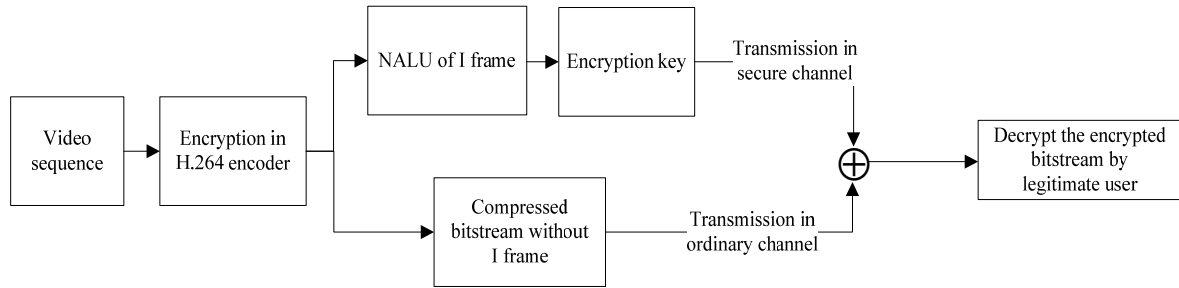 Video
sequence
Encryption in
H.264 encoder
NALU of I frame
Encryption key
Transmission in
secure channel
Compressed
bitstream without
I frame
Transmission in
ordinary channel
Decrypt the encrypted
bitstream by
legitimate user